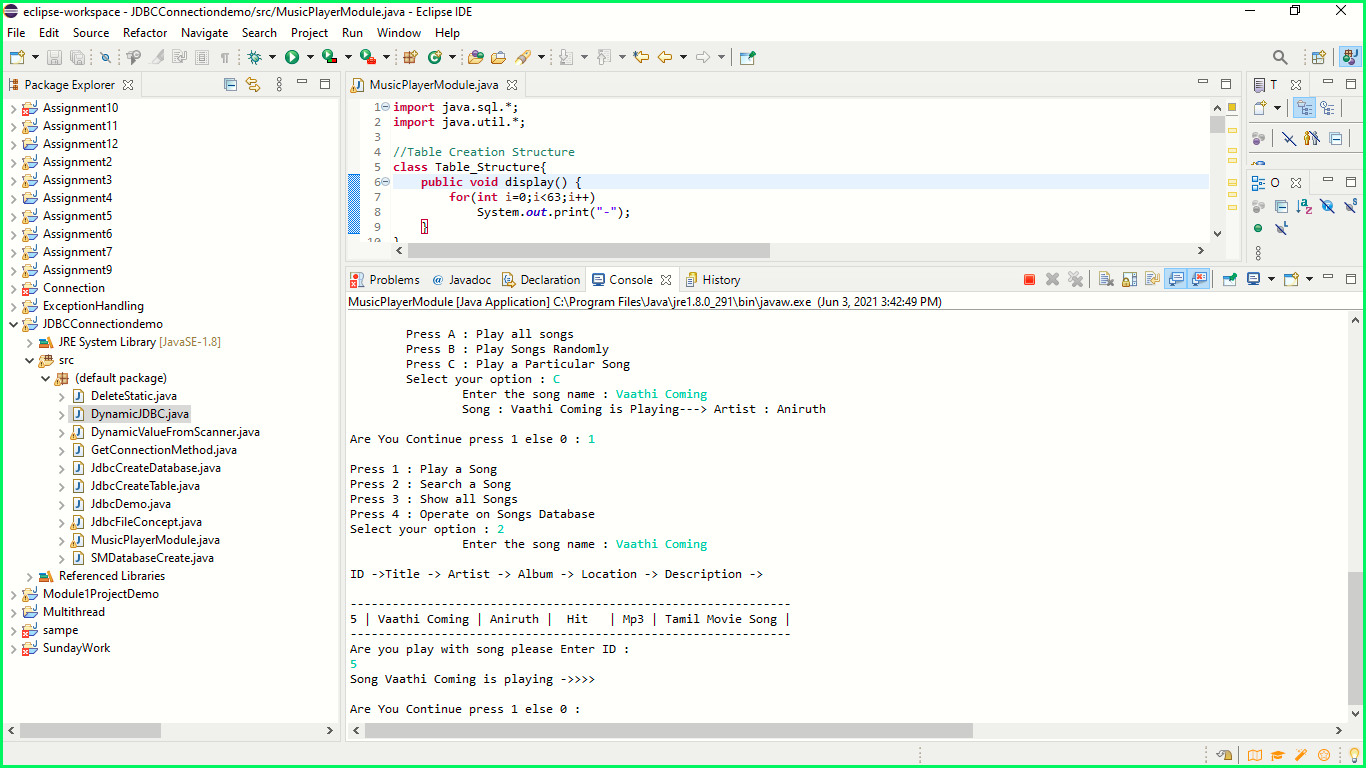 eclipse-workspace - JDBCConnectiondemo/src/MusicPlayerModule.java - Eclipse IDE
File Edit Source Refactor Navigate Search Project Run Window Help
Package Explorer
Assignment10
Assignment11
Assignment12
Assignment2
Assignment3
Assignment4
Assignment5
Assignment6
Assignment7
Assignment9
Connection
ExceptionHandling
JDBCConnectiondemo
JRE System Library [JavaSE-1.8]
src
(default package)
DeleteStatic.java
DynamicJDBC.java
DynamicValueFromScanner.java
GetConnectionMethod.java
JdbcCreateDatabase.java
JdbcCreateTable.java
JdbcDemo.java
JdbcFileConcept.java
MusicPlayerModule.java
SMDatabaseCreate.java
Referenced Libraries
Module1ProjectDemo
Multithread
sampe
SundayWork
MusicPlayerModule.java
1 import java.sql.*;
2 import java.util.*;
3
4 //Table Creation Structure
5 class Table_Structure{
6 public void display() {
7 for(int i=0;i<63;i++)
8 System.out.print("-");
9 }
10 }
T
O
Problems @ Javadoc Declaration Console History
MusicPlayerModule [Java Application] C:\Program Files\Java\jre1.8.0_291\bin\javaw.exe (Jun 3, 2021 3:42:49 PM)
Press A : Play all songs
Press B : Play Songs Randomly
Press C : Play a Particular Song
Select your option : C
Enter the song name : Vaathi Coming
Song : Vaathi Coming is Playing---> Artist : Aniruth
Are You Continue press 1 else 0 : 1
Press 1 : Play a Song
Press 2 : Search a Song
Press 3 : Show all Songs
Press 4 : Operate on Songs Database
Select your option : 2
Enter the song name : Vaathi Coming
ID ->Title -> Artist -> Album -> Location -> Description ->
---------------------------------------------------------------
5 | Vaathi Coming | Aniruth | Hit | Mp3 | Tamil Movie Song |
---------------------------------------------------------------
Are you play with song please Enter ID :
5
Song Vaathi Coming is playing ->>>>
Are You Continue press 1 else 0 :